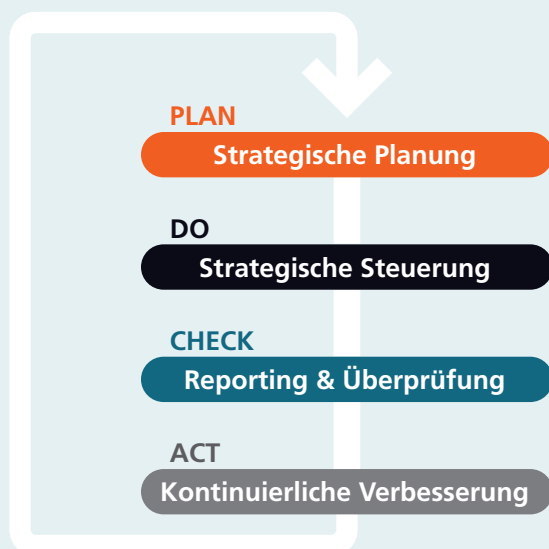 PLAN
Strategische Planung
DO
Strategische Steuerung
CHECK
Reporting & Überprüfung
ACT
Kontinuierliche Verbesserung